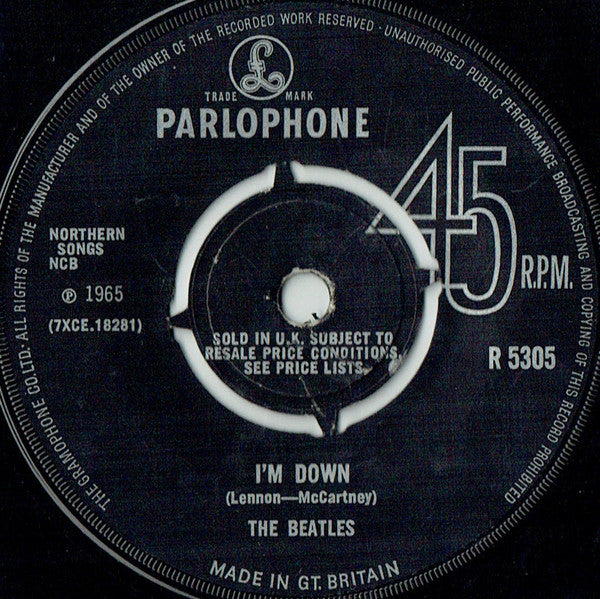 THE GRAMOPHONE CO. LTD. ALL RIGHTS OF THE MANUFACTURER AND OF THE OWNER OF THE RECORDED WORK RESERVED · UNAUTHORISED PUBLIC PERFORMANCE BROADCASTING AND COPYING OF THIS RECORD PROHIBITED
£
TRADE MARK
PARLOPHONE
45
R.P.M.
NORTHERN
SONGS
NCB
℗ 1965
(7XCE.18281)
SOLD IN U.K. SUBJECT TO
RESALE PRICE CONDITIONS,
SEE PRICE LISTS
R 5305
I'M DOWN
(Lennon—McCartney)
THE BEATLES
MADE IN GT. BRITAIN